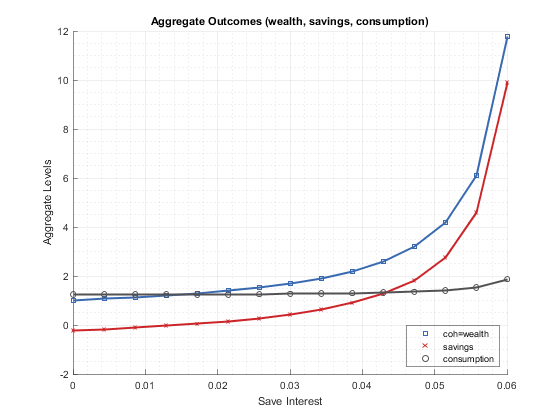 Aggregate Outcomes (wealth, savings, consumption)
12
10
8
6
4
2
0
-2
Aggregate Levels
0
0.01
0.02
0.03
0.04
0.05
0.06
Save Interest
coh=wealth
savings
consumption